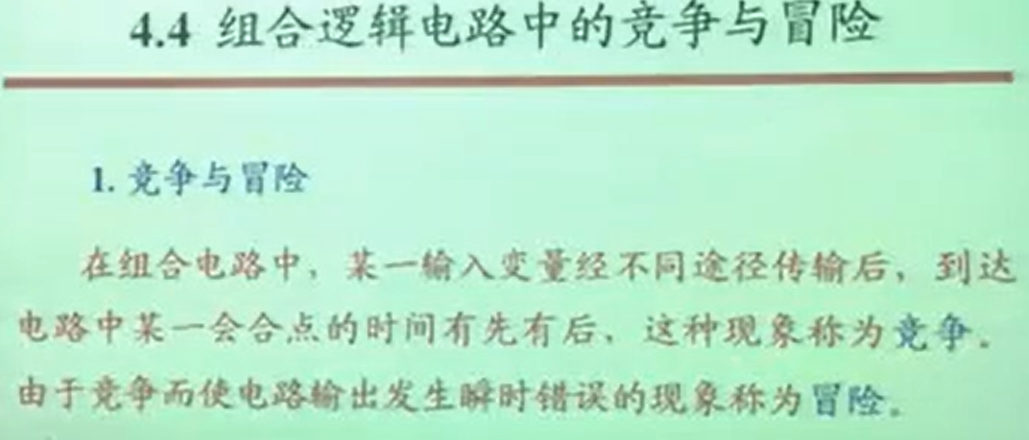 4.4 组合逻辑电路中的竞争与冒险
1. 竞争与冒险
在组合电路中，某一输入变量经不同途径传输后，到达
电路中某一会合点的时间有先有后，这种现象称为竞争。
由于竞争而使电路输出发生瞬时错误的现象称为冒险。